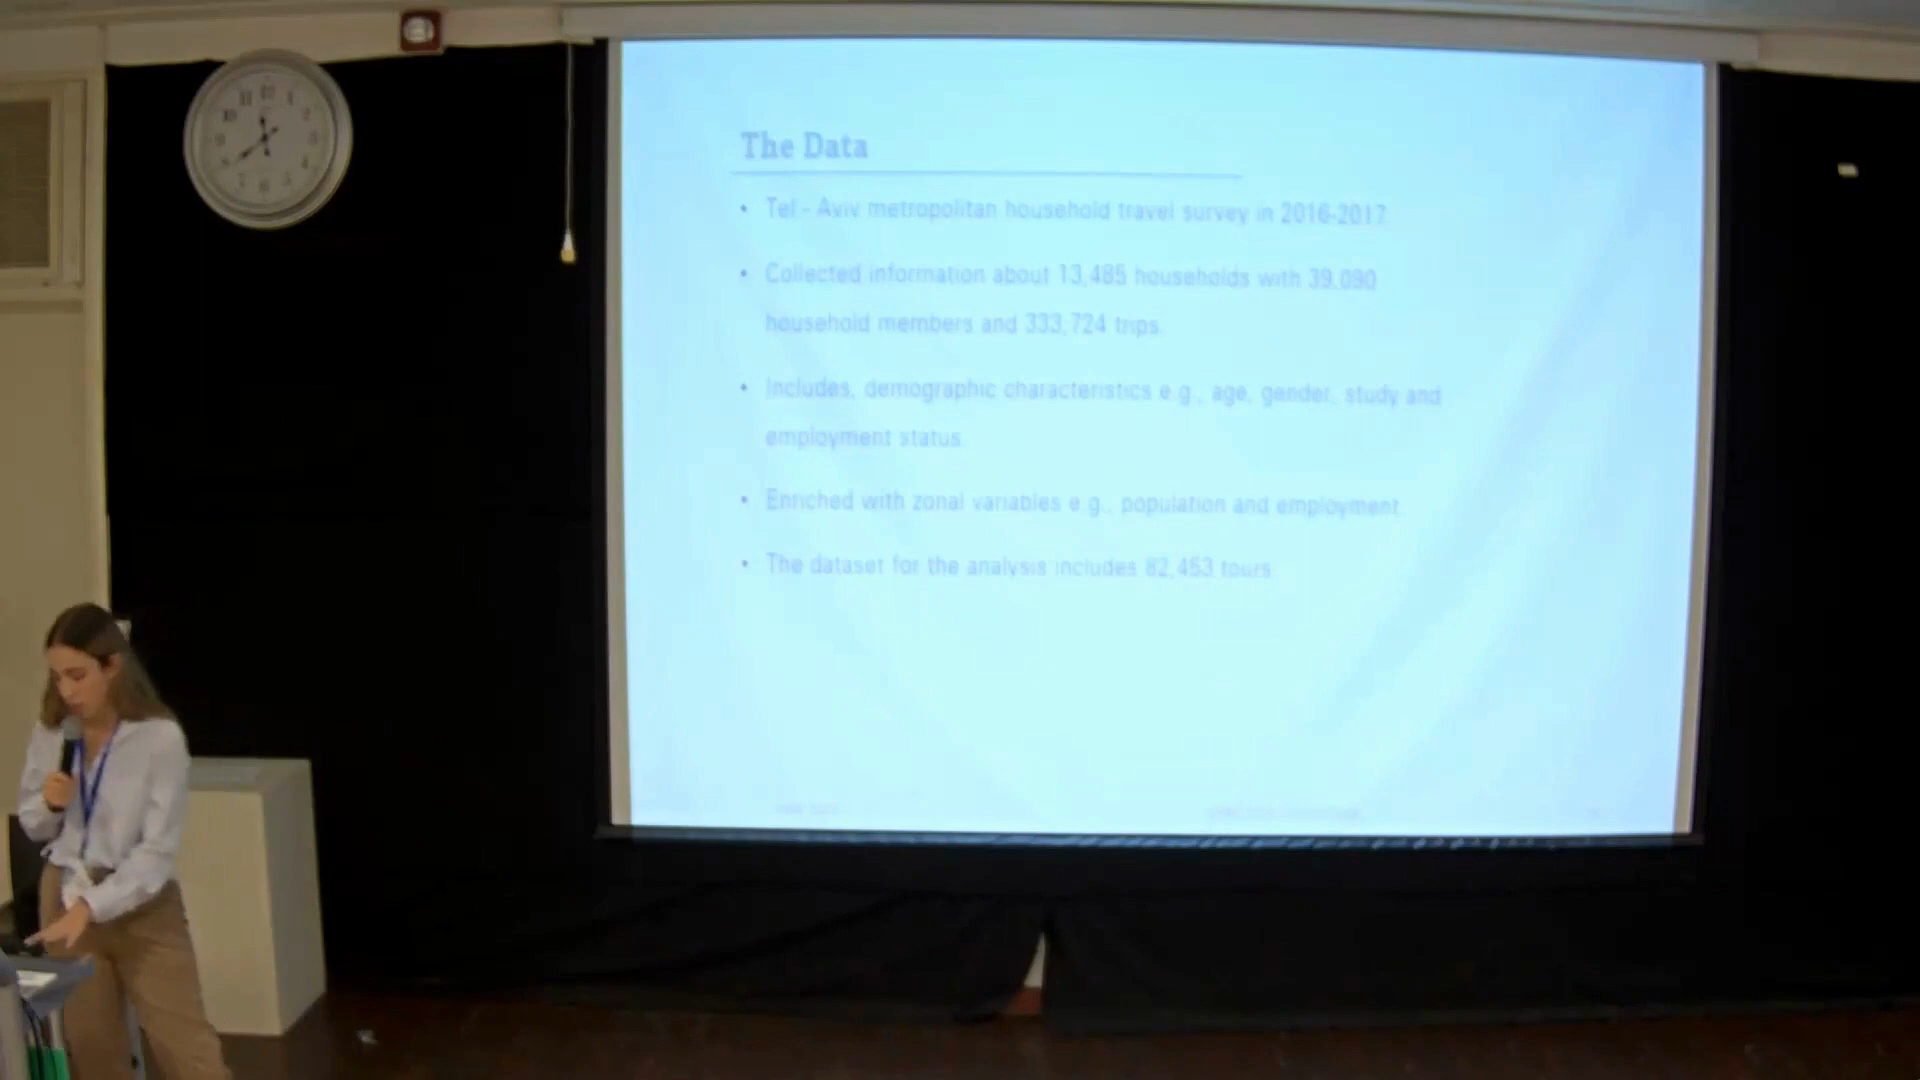 The Data
• Tel - Aviv metropolitan household travel survey in 2016-2017.
• Collected information about 13,485 households with 39,090
household members and 333,724 trips.
• Includes, demographic characteristics e.g., age, gender, study and
employment status.
• Enriched with zonal variables e.g., population and employment.
• The dataset for the analysis includes 82,453 tours.